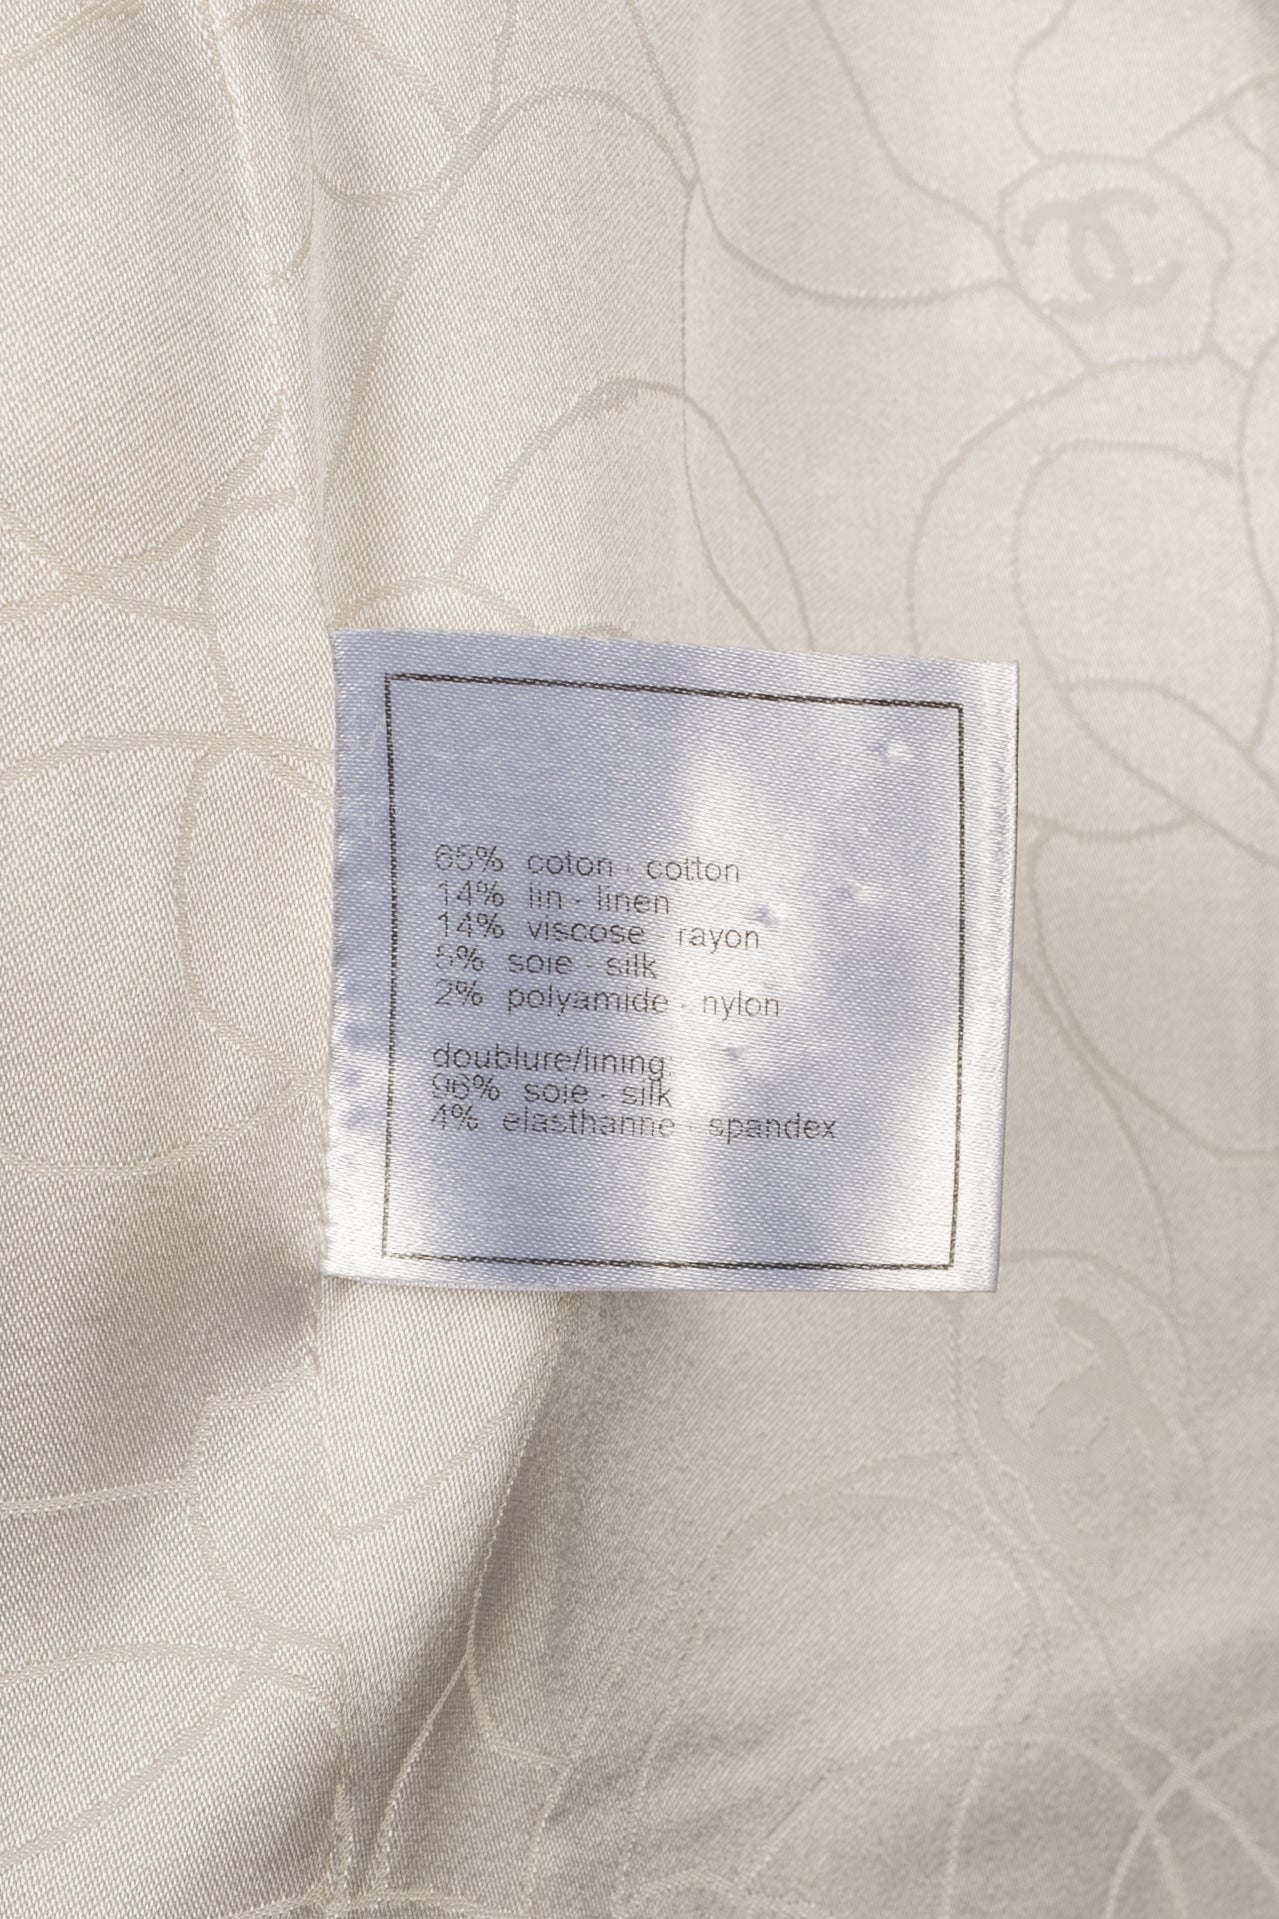 65% coton - cotton
14% lin - linen
14% viscose - rayon
5% soie - silk
2% polyamide - nylon
doublure/lining:
96% soie - silk
4% elasthanne - spandex